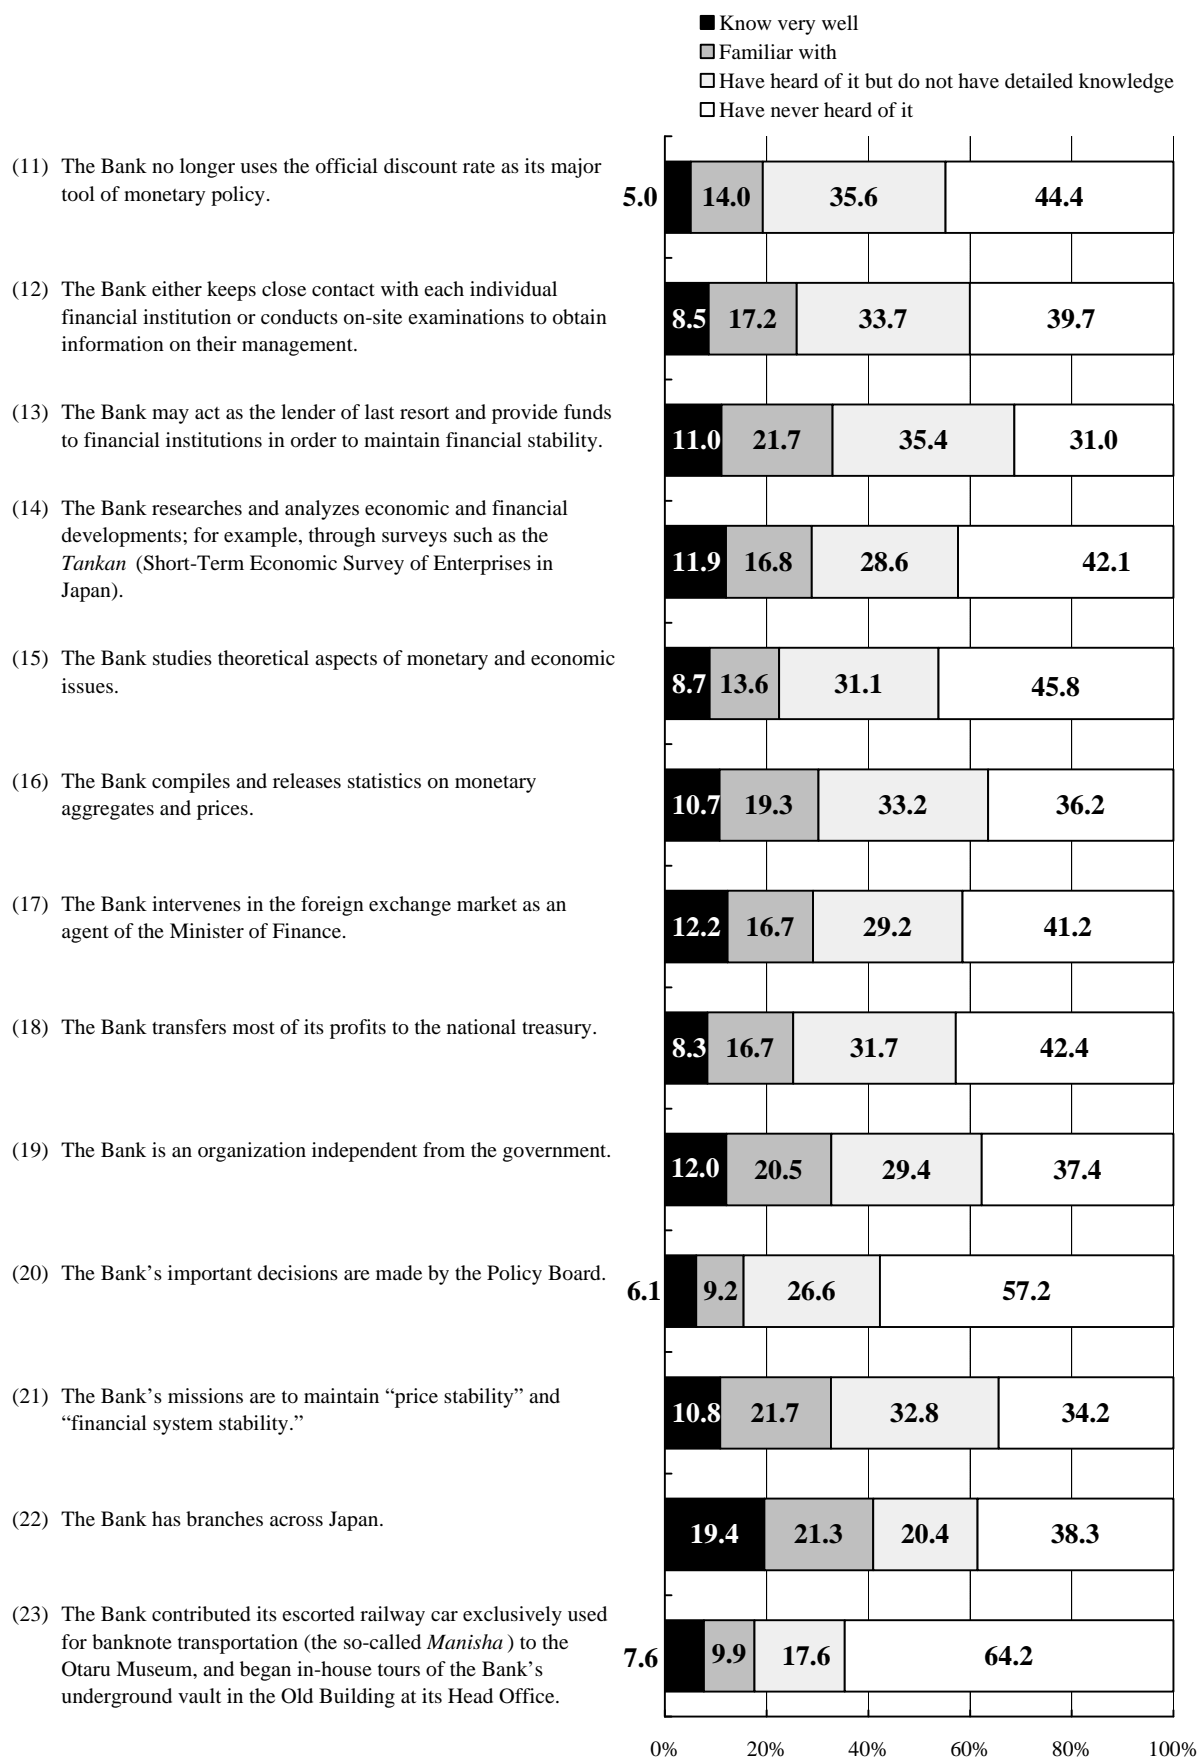 Know very well
Familiar with
Have heard of it but do not have detailed knowledge
Have never heard of it
(11) The Bank no longer uses the official discount rate as its major
tool of monetary policy.
5.0 14.0 35.6 44.4
(12) The Bank either keeps close contact with each individual
financial institution or conducts on-site examinations to obtain
information on their management.
8.5 17.2 33.7 39.7
(13) The Bank may act as the lender of last resort and provide funds
to financial institutions in order to maintain financial stability.
11.0 21.7 35.4 31.0
(14) The Bank researches and analyzes economic and financial
developments; for example, through surveys such as the
Tankan (Short-Term Economic Survey of Enterprises in
Japan).
11.9 16.8 28.6 42.1
(15) The Bank studies theoretical aspects of monetary and economic
issues.
8.7 13.6 31.1 45.8
(16) The Bank compiles and releases statistics on monetary
aggregates and prices.
10.7 19.3 33.2 36.2
(17) The Bank intervenes in the foreign exchange market as an
agent of the Minister of Finance.
12.2 16.7 29.2 41.2
(18) The Bank transfers most of its profits to the national treasury.
8.3 16.7 31.7 42.4
(19) The Bank is an organization independent from the government.
12.0 20.5 29.4 37.4
(20) The Bank’s important decisions are made by the Policy Board.
6.1 9.2 26.6 57.2
(21) The Bank’s missions are to maintain “price stability” and
“financial system stability.”
10.8 21.7 32.8 34.2
(22) The Bank has branches across Japan.
19.4 21.3 20.4 38.3
(23) The Bank contributed its escorted railway car exclusively used
for banknote transportation (the so-called Manisha ) to the
Otaru Museum, and began in-house tours of the Bank’s
underground vault in the Old Building at its Head Office.
7.6 9.9 17.6 64.2
0% 20% 40% 60% 80% 100%